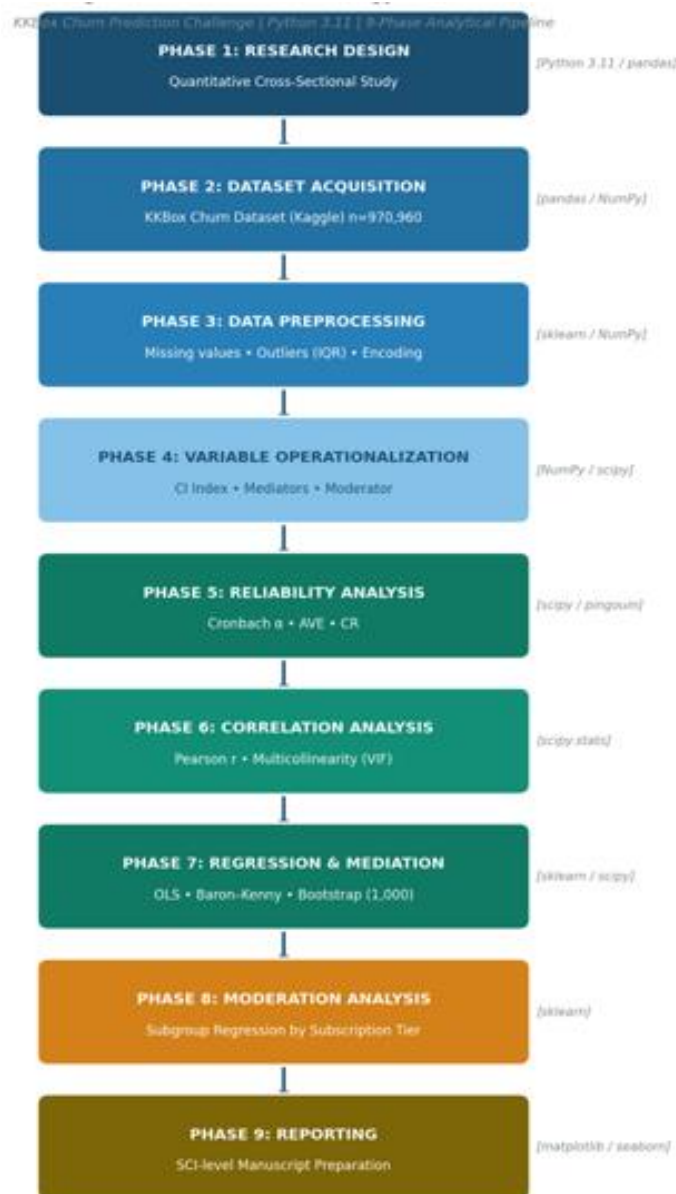 KKBox Churn Prediction Challenge | Python 3.11 | 9-Phase Analytical Pipeline
PHASE 1: RESEARCH DESIGN
Quantitative Cross-Sectional Study
[Python 3.11 / pandas]
PHASE 2: DATASET ACQUISITION
KKBox Churn Dataset (Kaggle) n=970,960
[pandas / NumPy]
PHASE 3: DATA PREPROCESSING
Missing values • Outliers (IQR) • Encoding
[sklearn / NumPy]
PHASE 4: VARIABLE OPERATIONALIZATION
CI Index • Mediators • Moderator
[NumPy / scipy]
PHASE 5: RELIABILITY ANALYSIS
Cronbach α • AVE • CR
[scipy / pingouin]
PHASE 6: CORRELATION ANALYSIS
Pearson r • Multicollinearity (VIF)
[scipy.stats]
PHASE 7: REGRESSION & MEDIATION
OLS • Baron-Kenny • Bootstrap (1,000)
[sklearn / scipy]
PHASE 8: MODERATION ANALYSIS
Subgroup Regression by Subscription Tier
[sklearn]
PHASE 9: REPORTING
SCI-level Manuscript Preparation
[matplotlib / seaborn]